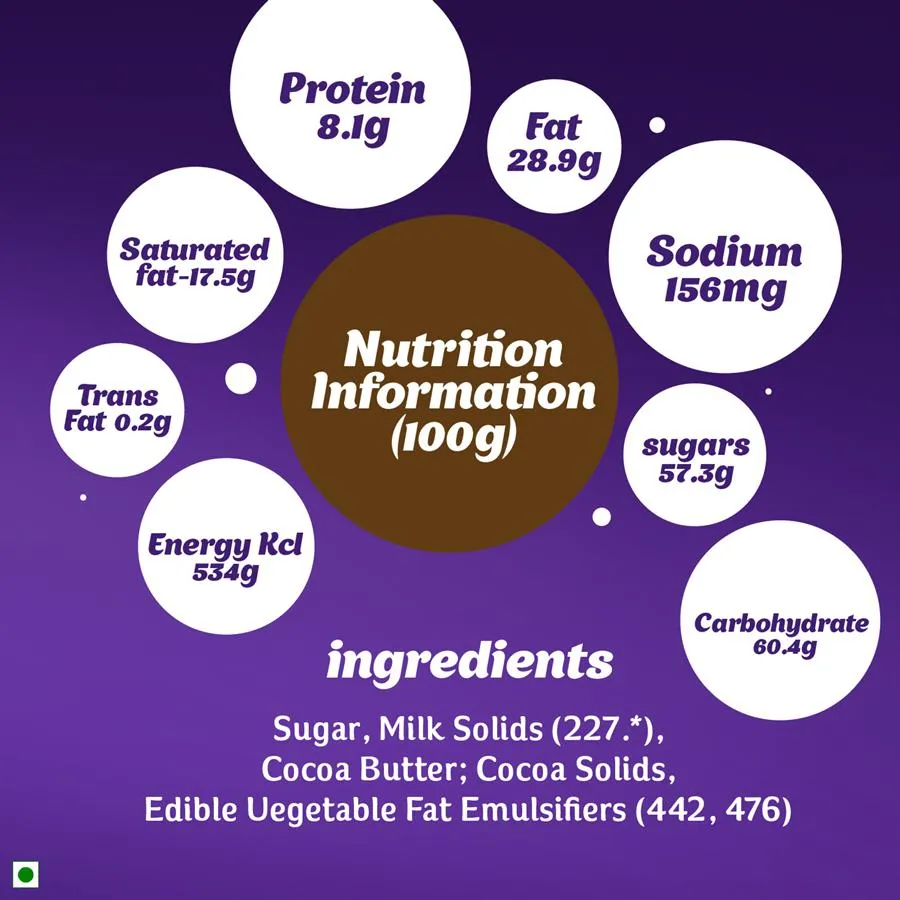 Protein
8.1g
Fat
28.9g
Saturated
fat-17.5g
Sodium
156mg
Nutrition
Information
(100g)
Trans
Fat 0.2g
sugars
57.3g
Energy Kcl
534g
Carbohydrate
60.4g
ingredients
Sugar, Milk Solids (227.*),
Cocoa Butter; Cocoa Solids,
Edible Uegetable Fat Emulsifiers (442, 476)